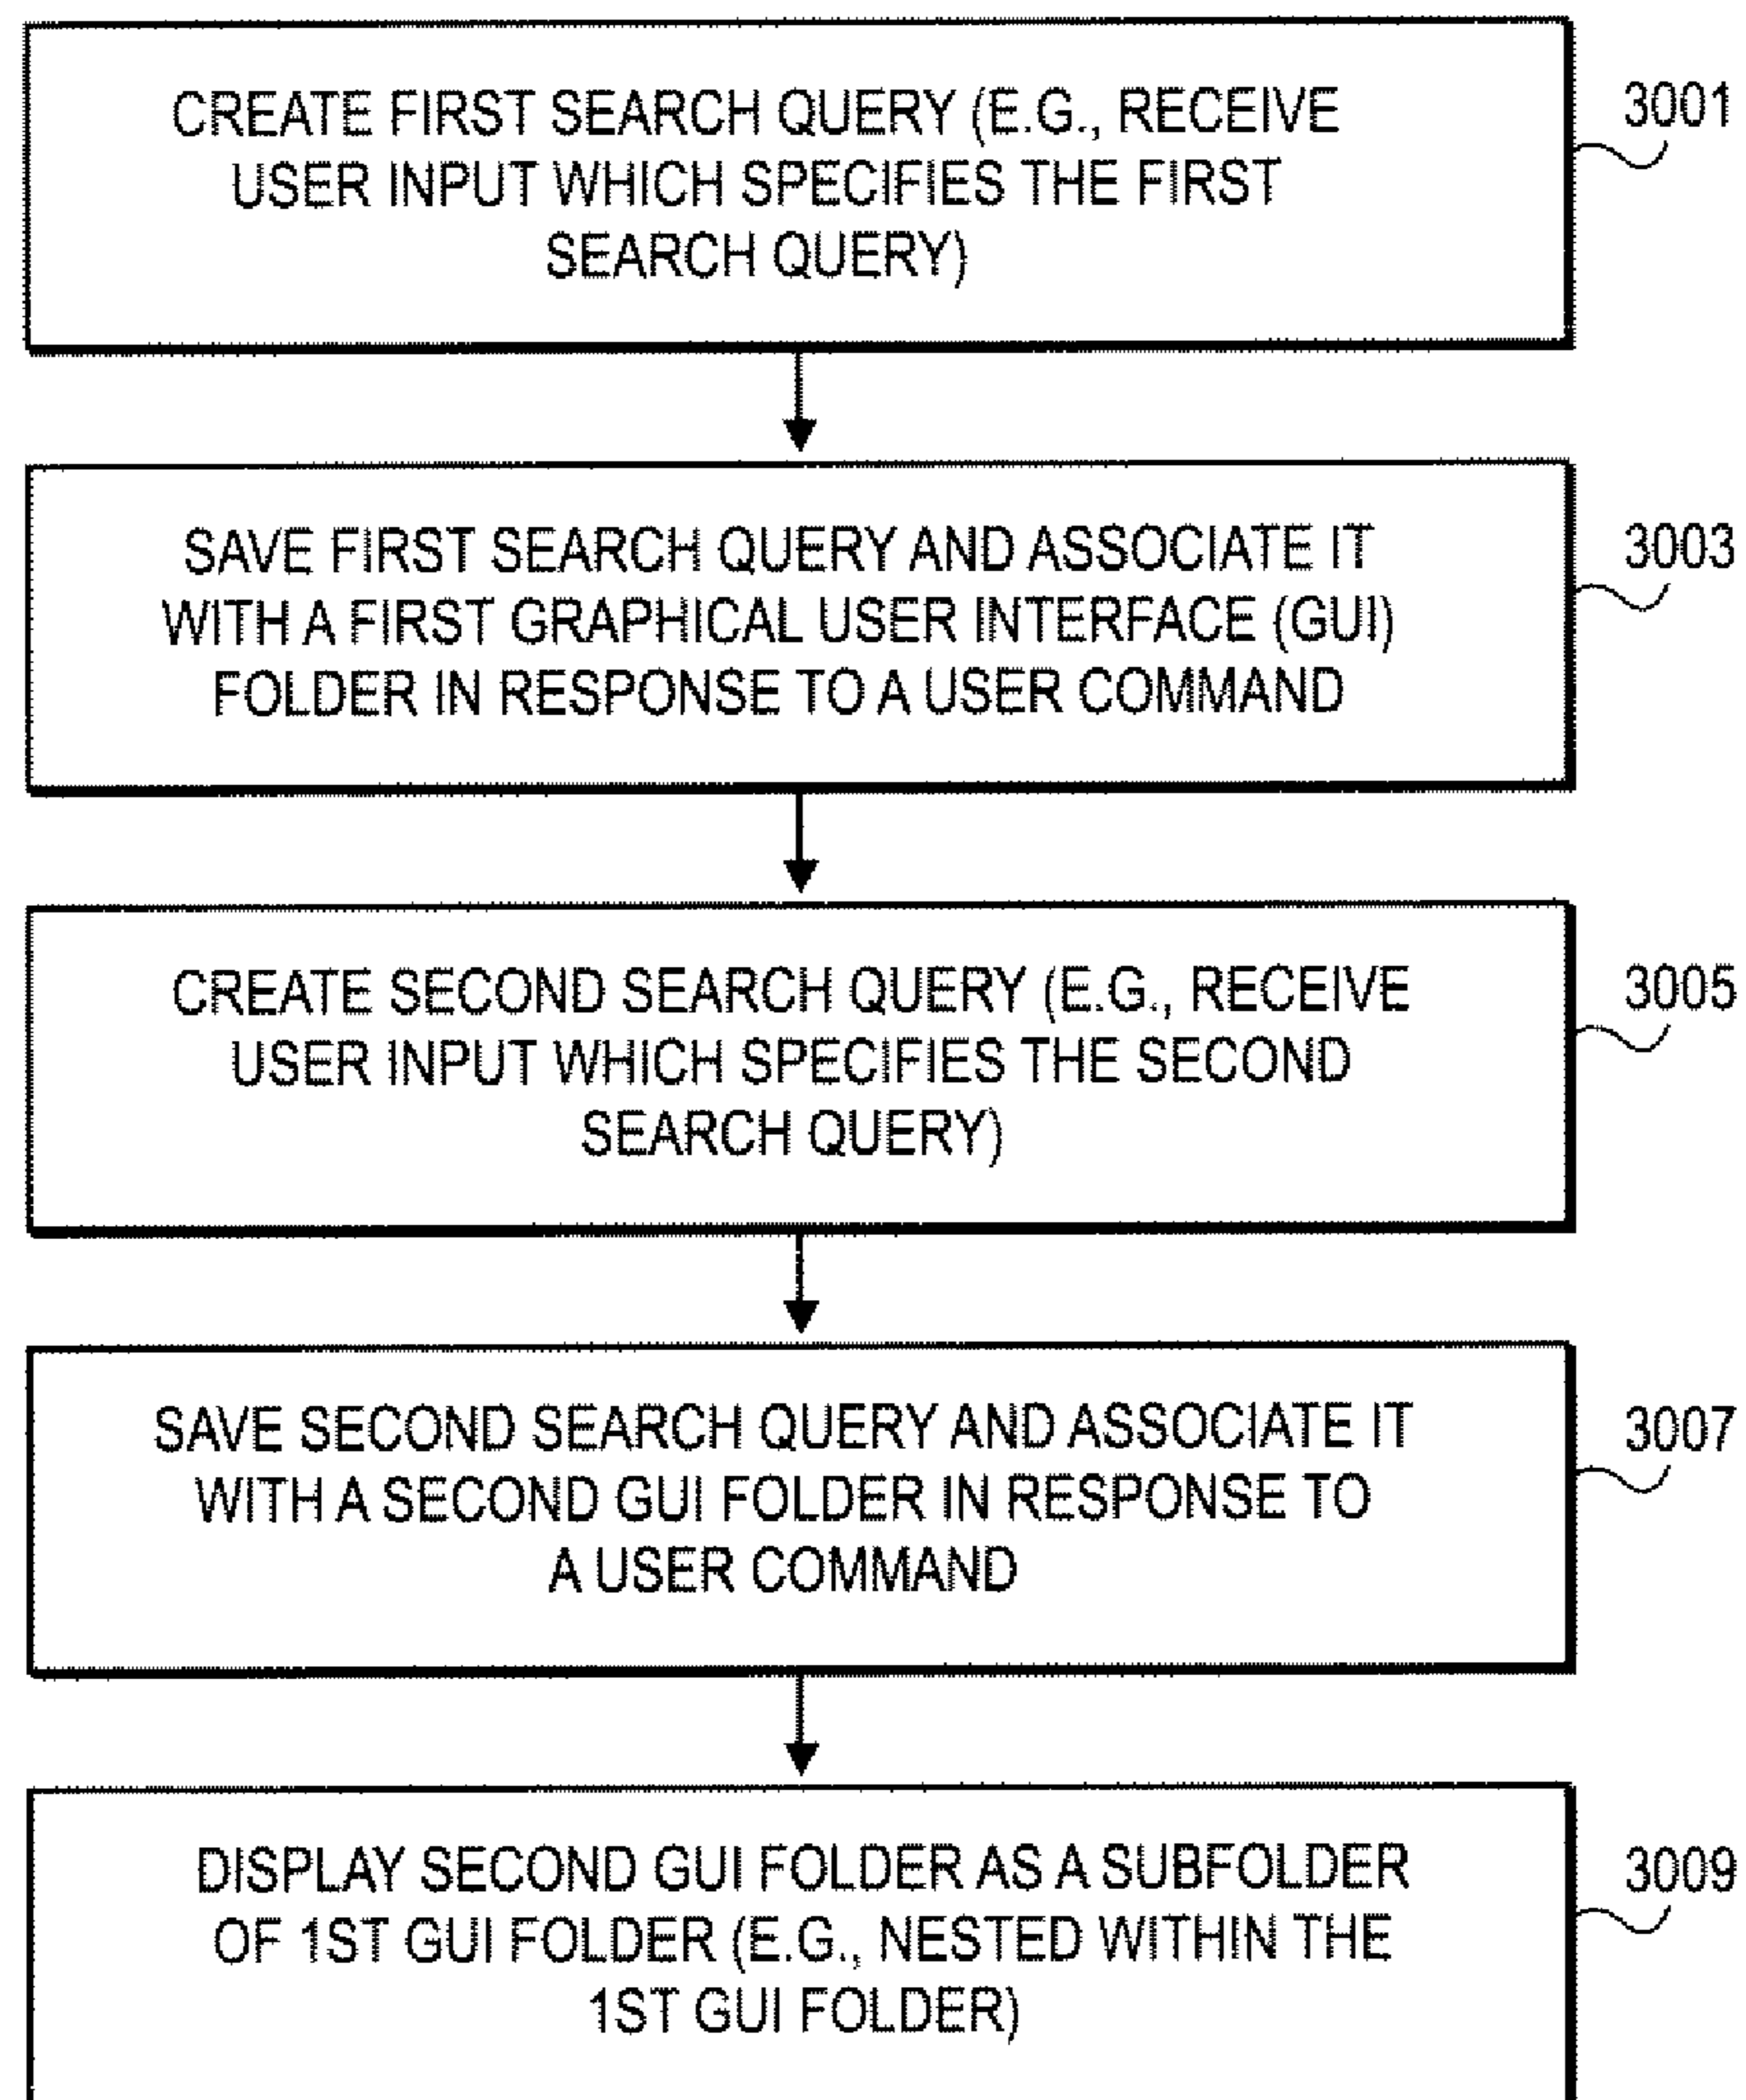 CREATE FIRST SEARCH QUERY (E.G., RECEIVE
USER INPUT WHICH SPECIFIES THE FIRST
SEARCH QUERY)
3001
SAVE FIRST SEARCH QUERY AND ASSOCIATE IT
WITH A FIRST GRAPHICAL USER INTERFACE (GUI)
FOLDER IN RESPONSE TO A USER COMMAND
3003
CREATE SECOND SEARCH QUERY (E.G., RECEIVE
USER INPUT WHICH SPECIFIES THE SECOND
SEARCH QUERY)
3005
SAVE SECOND SEARCH QUERY AND ASSOCIATE IT
WITH A SECOND GUI FOLDER IN RESPONSE TO
A USER COMMAND
3007
DISPLAY SECOND GUI FOLDER AS A SUBFOLDER
OF 1ST GUI FOLDER (E.G., NESTED WITHIN THE
1ST GUI FOLDER)
3009